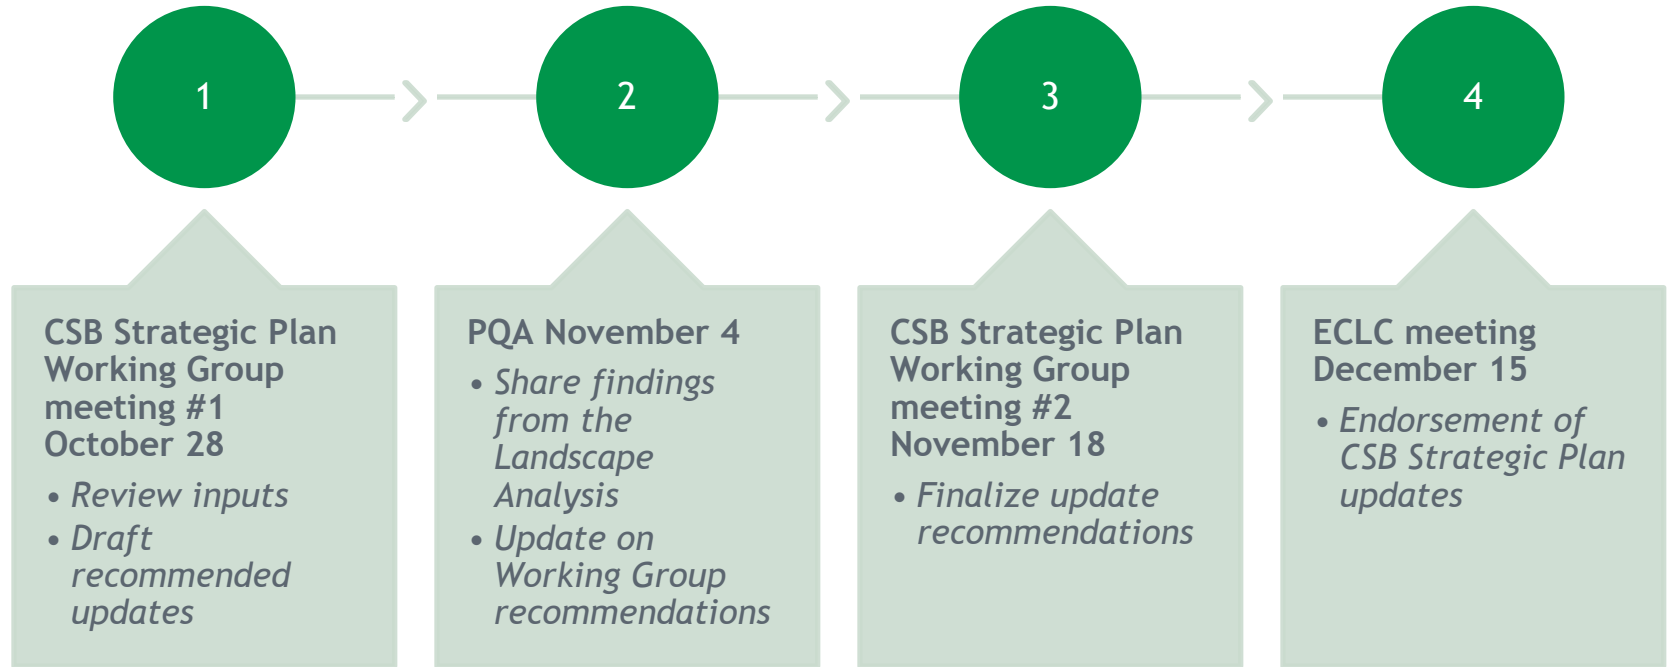 1
2
3
4
CSB Strategic Plan
Working Group
meeting #1
October 28
• Review inputs
• Draft
recommended
updates
PQA November 4
• Share findings
from the
Landscape
Analysis
• Update on
Working Group
recommendations
CSB Strategic Plan
Working Group
meeting #2
November 18
• Finalize update
recommendations
ECLC meeting
December 15
• Endorsement of
CSB Strategic Plan
updates